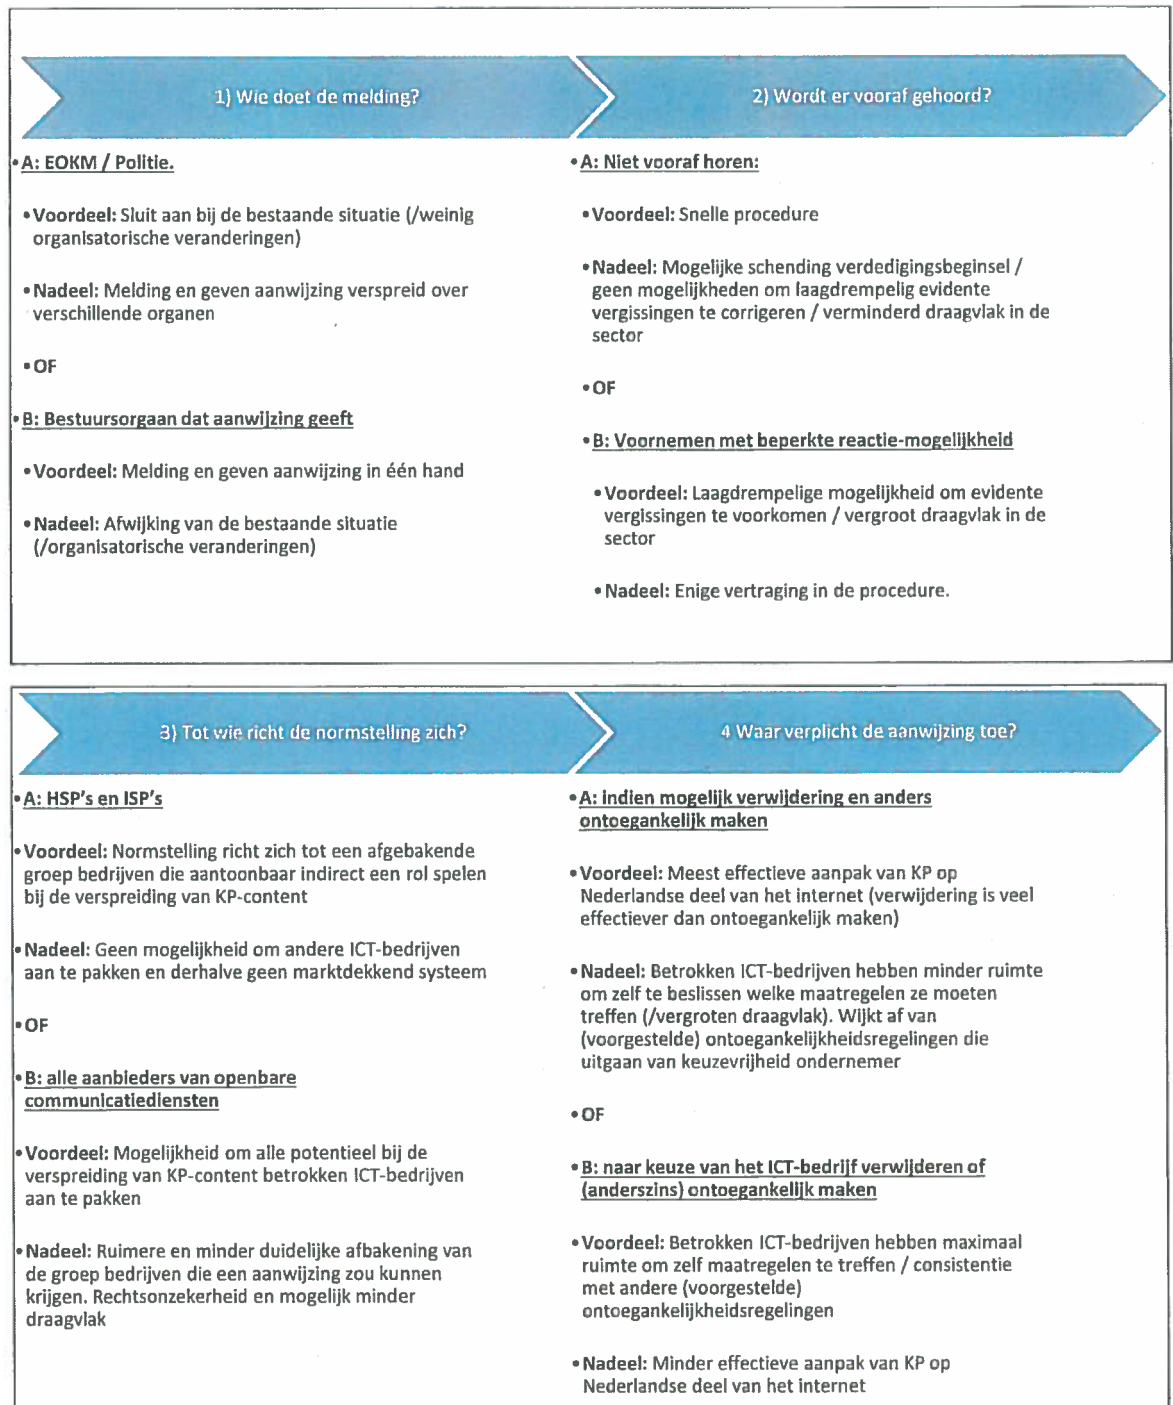 1) Wie doet de melding?
• A: EOKM / Politie.
• Voordeel: Sluit aan bij de bestaande situatie (/weinig
organisatorische veranderingen)
• Nadeel: Melding en geven aanwijzing verspreid over
verschillende organen
• OF
• B: Bestuursorgaan dat aanwijzing geeft
• Voordeel: Melding en geven aanwijzing in één hand
• Nadeel: Afwijking van de bestaande situatie
(/organisatorische veranderingen)
2) Wordt er vooraf gehoord?
• A: Niet vooraf horen:
• Voordeel: Snelle procedure
• Nadeel: Mogelijke schending verdedigingsbeginsel /
geen mogelijkheden om laagdrempelig evidente
vergissingen te corrigeren / verminderd draagvlak in de
sector
• OF
• B: Voornemen met beperkte reactie-mogelijkheid
• Voordeel: Laagdrempelige mogelijkheid om evidente
vergissingen te voorkomen / vergroot draagvlak in de
sector
• Nadeel: Enige vertraging in de procedure.
3) Tot wie richt de normstelling zich?
• A: HSP's en ISP's
• Voordeel: Normstelling richt zich tot een afgebakende
groep bedrijven die aantoonbaar indirect een rol spelen
bij de verspreiding van KP-content
• Nadeel: Geen mogelijkheid om andere ICT-bedrijven
aan te pakken en derhalve geen marktdekkend systeem
• OF
• B: alle aanbieders van openbare
communicatiediensten
• Voordeel: Mogelijkheid om alle potentieel bij de
verspreiding van KP-content betrokken ICT-bedrijven
aan te pakken
• Nadeel: Ruimere en minder duidelijke afbakening van
de groep bedrijven die een aanwijzing zou kunnen
krijgen. Rechtsonzekerheid en mogelijk minder
draagvlak
4 Waar verplicht de aanwijzing toe?
• A: Indien mogelijk verwijdering en anders
ontoegankelijk maken
• Voordeel: Meest effectieve aanpak van KP op
Nederlandse deel van het internet (verwijdering is veel
effectiever dan ontoegankelijk maken)
• Nadeel: Betrokken ICT-bedrijven hebben minder ruimte
om zelf te beslissen welke maatregelen ze moeten
treffen (/vergroten draagvlak). Wijkt af van
(voorgestelde) ontoegankelijkheidsregelingen die
uitgaan van keuzevrijheid ondernemer
• OF
• B: naar keuze van het ICT-bedrijf verwijderen of
(anderszins) ontoegankelijk maken
• Voordeel: Betrokken ICT-bedrijven hebben maximaal
ruimte om zelf maatregelen te treffen / consistentie
met andere (voorgestelde)
ontoegankelijkheidsregelingen
• Nadeel: Minder effectieve aanpak van KP op
Nederlandse deel van het internet